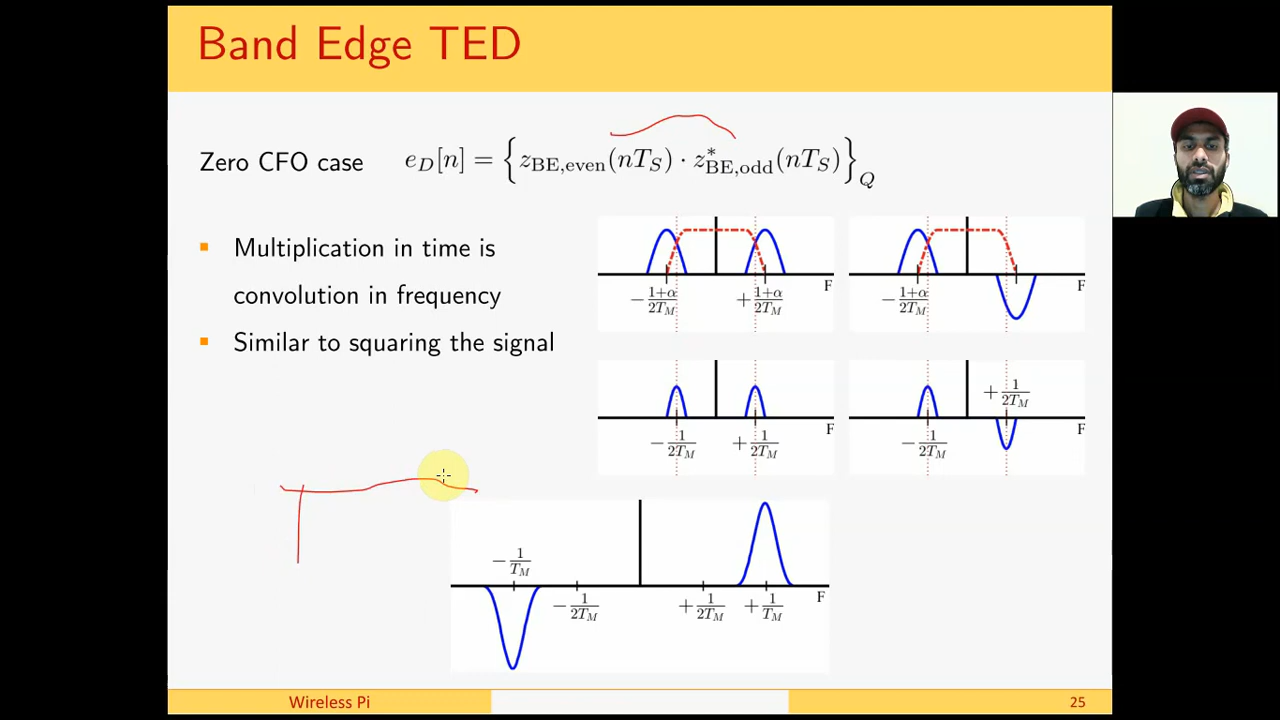 Band Edge TED
Zero CFO case e_D[n] = {z_BE,even(nT_S) · z*_BE,odd(nT_S)}_Q
▪ Multiplication in time is
convolution in frequency
▪ Similar to squaring the signal
−(1+α)/(2T_M) +(1+α)/(2T_M) F
−(1+α)/(2T_M) F
−1/(2T_M) +1/(2T_M) F
−1/(2T_M) +1/(2T_M) F
−1/T_M −1/(2T_M) +1/(2T_M) +1/T_M F
Wireless Pi
25